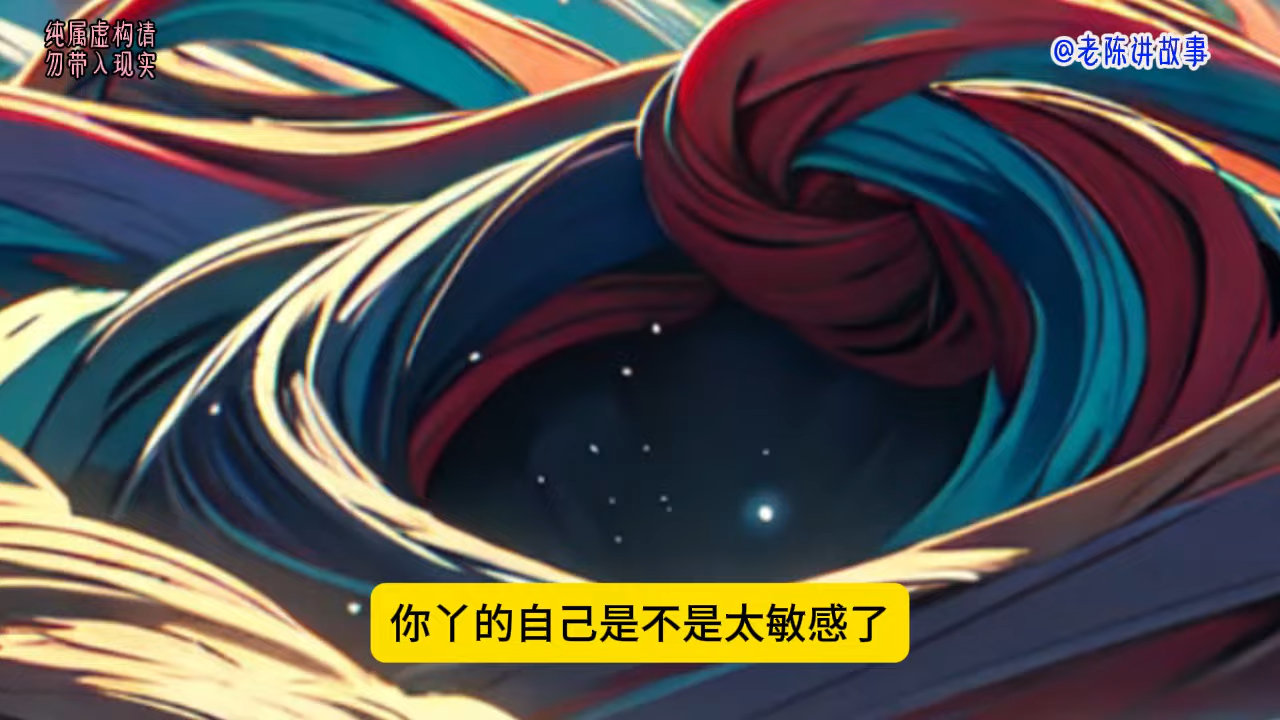 纯属虚构请
勿带入现实
@老陈讲故事
你丫的自己是不是太敏感了